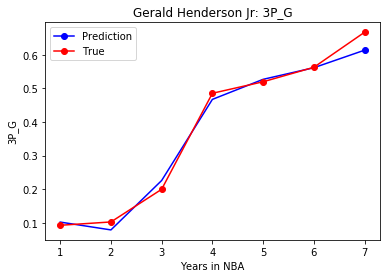 Gerald Henderson Jr: 3P_G
Prediction
True
0.6
0.5
0.4
0.3
0.2
0.1
3P_G
1 2 3 4 5 6 7
Years in NBA